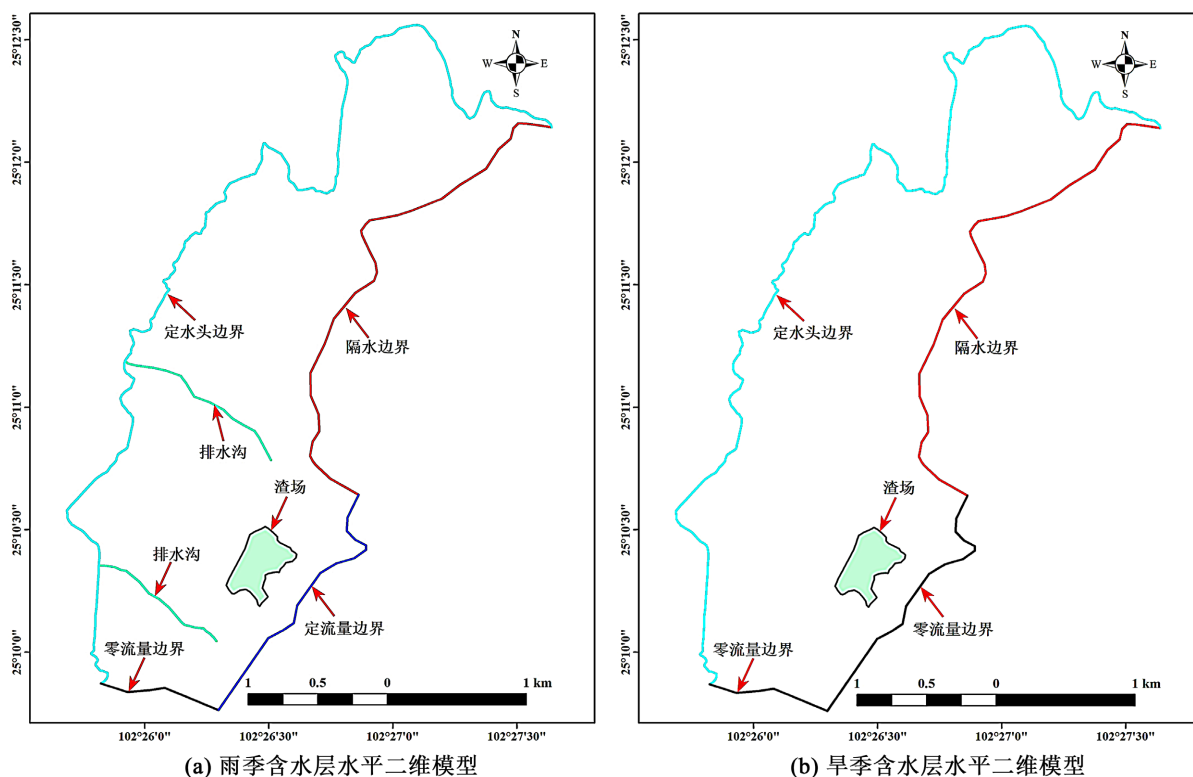 25°12'30"
25°12'0"
25°11'30"
25°11'0"
25°10'30"
25°10'0"
N
W E
S
定水头边界
隔水边界
排水沟
渣场
排水沟
定流量边界
零流量边界
1 0.5 0 1 km
102°26'0" 102°26'30" 102°27'0" 102°27'30"
(a) 雨季含水层水平二维模型
25°12'30"
25°12'0"
25°11'30"
25°11'0"
25°10'30"
25°10'0"
N
W E
S
定水头边界
隔水边界
渣场
零流量边界
零流量边界
1 0.5 0 1 km
102°26'0" 102°26'30" 102°27'0" 102°27'30"
(b) 旱季含水层水平二维模型